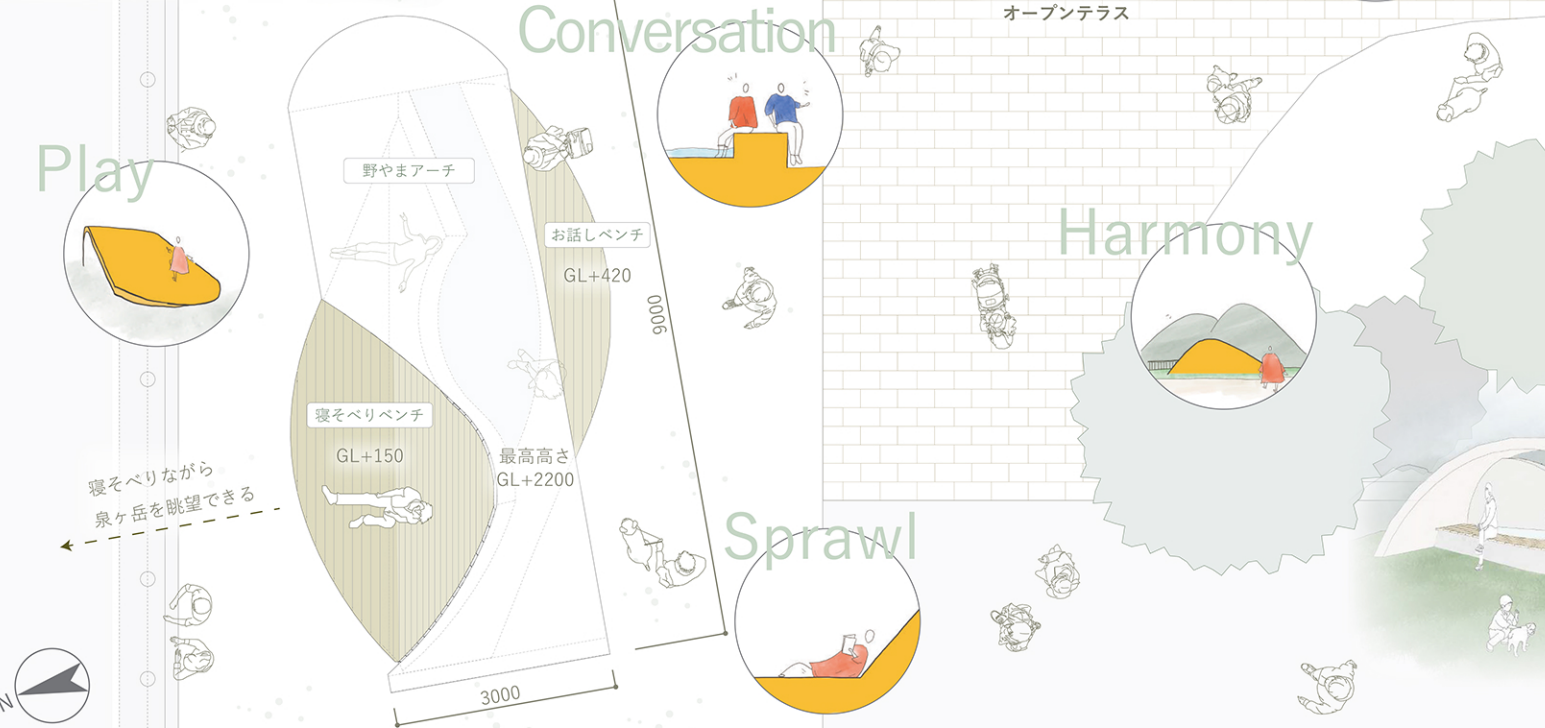 Conversation
オープンテラス
Play
野やまアーチ
お話しベンチ
GL+420
Harmony
9000
寝そべりベンチ
GL+150
最高高さ
GL+2200
寝そべりながら
泉ヶ岳を眺望できる
Sprawl
N
3000